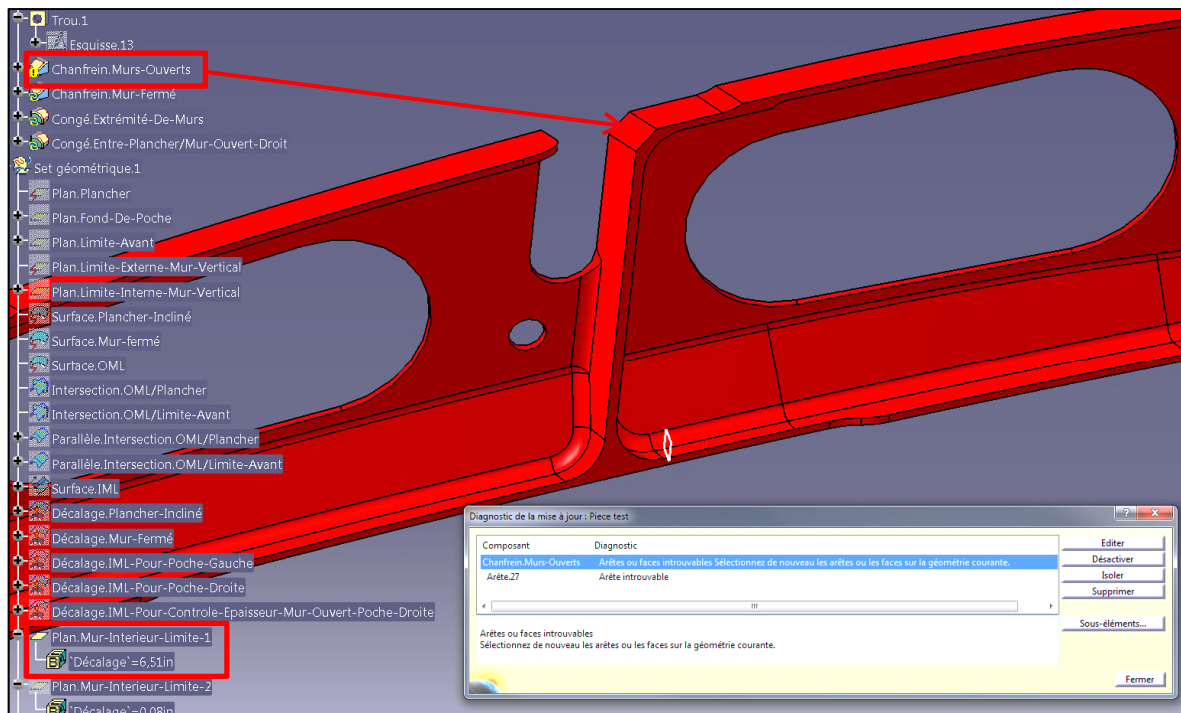 Trou.1
Esquisse.13
Chanfrein.Murs-Ouverts
Chanfrein.Mur-Fermé
Congé.Extrémité-De-Murs
Congé.Entre-Plancher/Mur-Ouvert-Droit
Set géométrique.1
Plan.Plancher
Plan.Fond-De-Poche
Plan.Limite-Avant
Plan.Limite-Externe-Mur-Vertical
Plan.Limite-Interne-Mur-Vertical
Surface.Plancher-Incliné
Surface.Mur-fermé
Surface.OML
Intersection.OML/Plancher
Intersection.OML/Limite-Avant
Parallèle.Intersection.OML/Plancher
Parallèle.Intersection.OML/Limite-Avant
Surface.IML
Décalage.Plancher-Incliné
Décalage.Mur-Fermé
Décalage.IML-Pour-Poche-Gauche
Décalage.IML-Pour-Poche-Droite
Décalage.IML-Pour-Controle-Epaisseur-Mur-Ouvert-Poche-Droite
Plan.Mur-Interieur-Limite-1
`Décalage`=6,51in
Plan.Mur-Interieur-Limite-2
`Décalage`=0,08in
Diagnostic de la mise à jour : Piece test
Composant Diagnostic
Chanfrein.Murs-Ouverts Arêtes ou faces introuvables Sélectionnez de nouveau les arêtes ou les faces sur la géométrie courante.
Arête.27 Arête introuvable
Arêtes ou faces introuvables
Sélectionnez de nouveau les arêtes ou les faces sur la géométrie courante.
Editer
Désactiver
Isoler
Supprimer
Sous-éléments...
Fermer